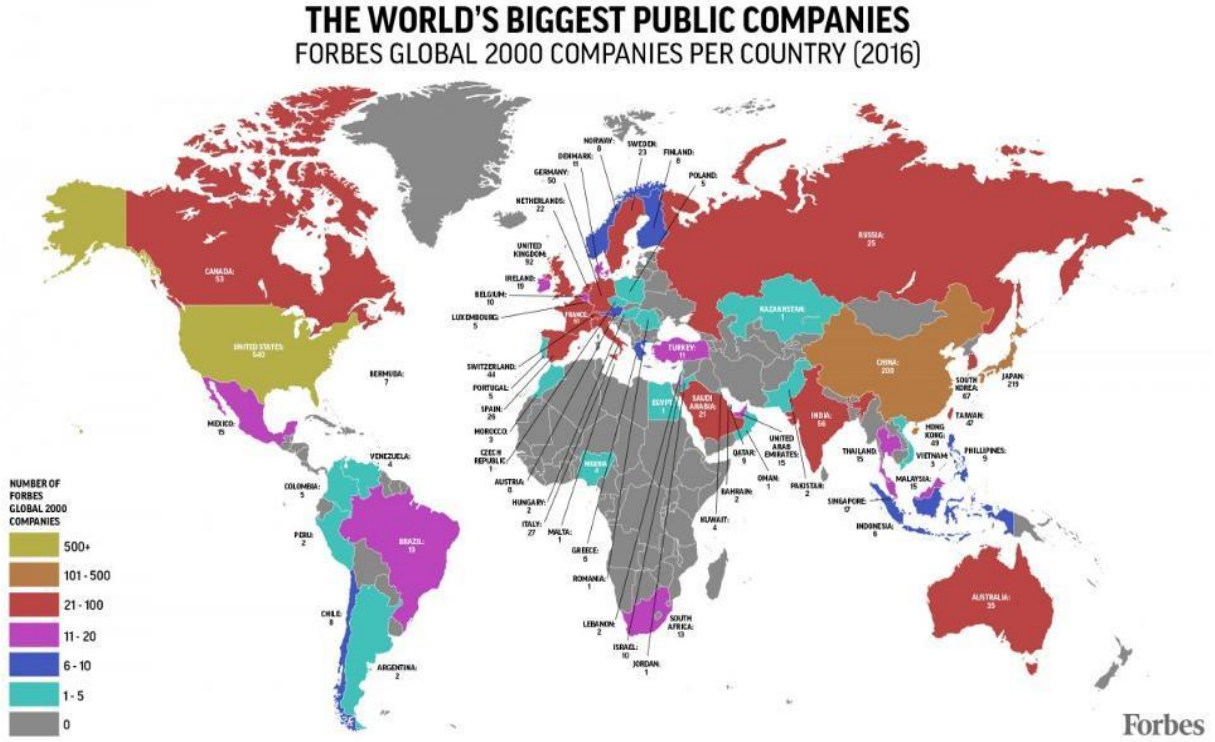 THE WORLD'S BIGGEST PUBLIC COMPANIES
FORBES GLOBAL 2000 COMPANIES PER COUNTRY (2016)
NORWAY:
8
SWEDEN:
23
FINLAND:
8
DENMARK:
11
GERMANY:
50
POLAND:
5
NETHERLANDS:
22
UNITED
KINGDOM:
92
RUSSIA:
25
CANADA:
53
IRELAND:
19
BELGIUM:
10
LUXEMBOURG:
5
FRANCE:
KAZAKHSTAN:
1
UNITED STATES:
540
TURKEY:
11
CHINA:
200
SWITZERLAND:
44
BERMUDA:
7
JAPAN:
219
SOUTH
KOREA:
67
PORTUGAL:
5
SPAIN:
26
EGYPT
1
SAUDI
ARABIA:
21
INDIA:
56
TAIWAN:
47
MEXICO:
15
MOROCCO:
3
HONG
KONG:
49
UNITED
ARAB
EMIRATES:
15
THAILAND:
15
VIETNAM:
3
PHILLIPINES:
9
CZECH
REPUBLIC
1
QATAR:
9
OMAN:
1
VENEZUELA:
4
NIGERIA:
4
PAKISTAN:
2
MALAYSIA:
15
AUSTRIA:
COLOMBIA:
5
BAHRAIN:
2
SINGAPORE:
17
HUNGARY:
2
KUWAIT:
4
INDONESIA:
6
ITALY:
27
MALTA:
1
PERU:
2
BRAZIL:
GREECE:
6
ROMANIA:
1
AUSTRALIA:
35
CHILE:
8
LEBANON:
2
SOUTH
AFRICA:
13
ISRAEL:
10
JORDAN:
1
ARGENTINA:
2
NUMBER OF
FORBES
GLOBAL 2000
COMPANIES
500+
101 - 500
21 - 100
11 - 20
6 - 10
1 - 5
0
Forbes